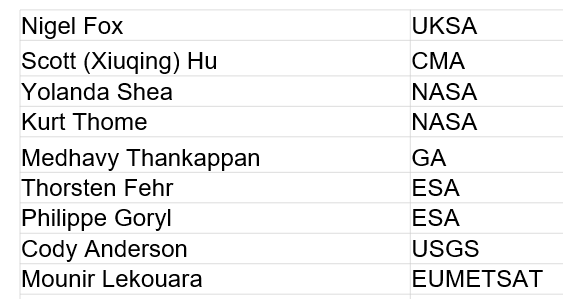 Nigel Fox UKSA
Scott (Xiuqing) Hu CMA
Yolanda Shea NASA
Kurt Thome NASA
Medhavy Thankappan GA
Thorsten Fehr ESA
Philippe Goryl ESA
Cody Anderson USGS
Mounir Lekouara EUMETSAT